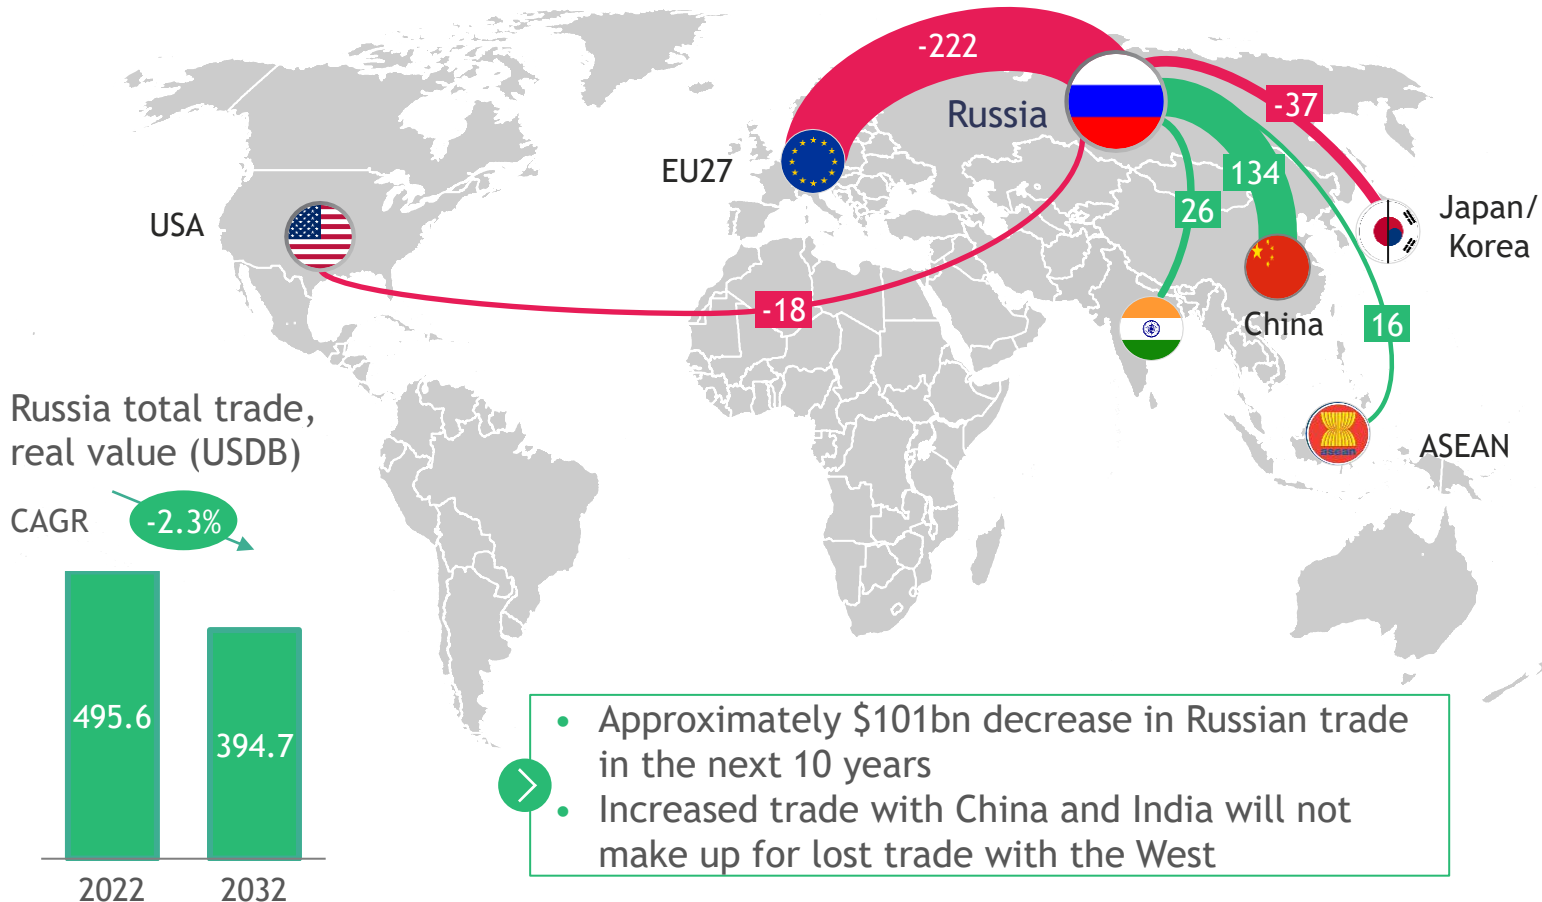 -222
Russia
-37
EU27
134
USA
26
Japan/
Korea
-18
China
16
asean
ASEAN
Russia total trade,
real value (USDB)
CAGR
-2.3%
495.6
394.7
2022
2032
• Approximately $101bn decrease in Russian trade
in the next 10 years
• Increased trade with China and India will not
make up for lost trade with the West